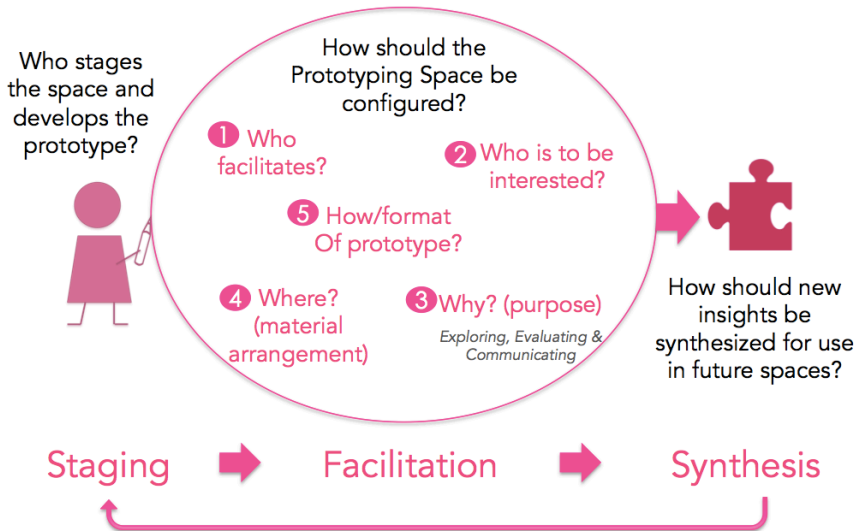 Who stages
the space and
develops the
prototype?
How should the
Prototyping Space be
configured?
1 Who
facilitates?
2 Who is to be
interested?
5 How/format
Of prototype?
4 Where?
(material
arrangement)
3 Why? (purpose)
Exploring, Evaluating &
Communicating
How should new
insights be
synthesized for use
in future spaces?
Staging
Facilitation
Synthesis